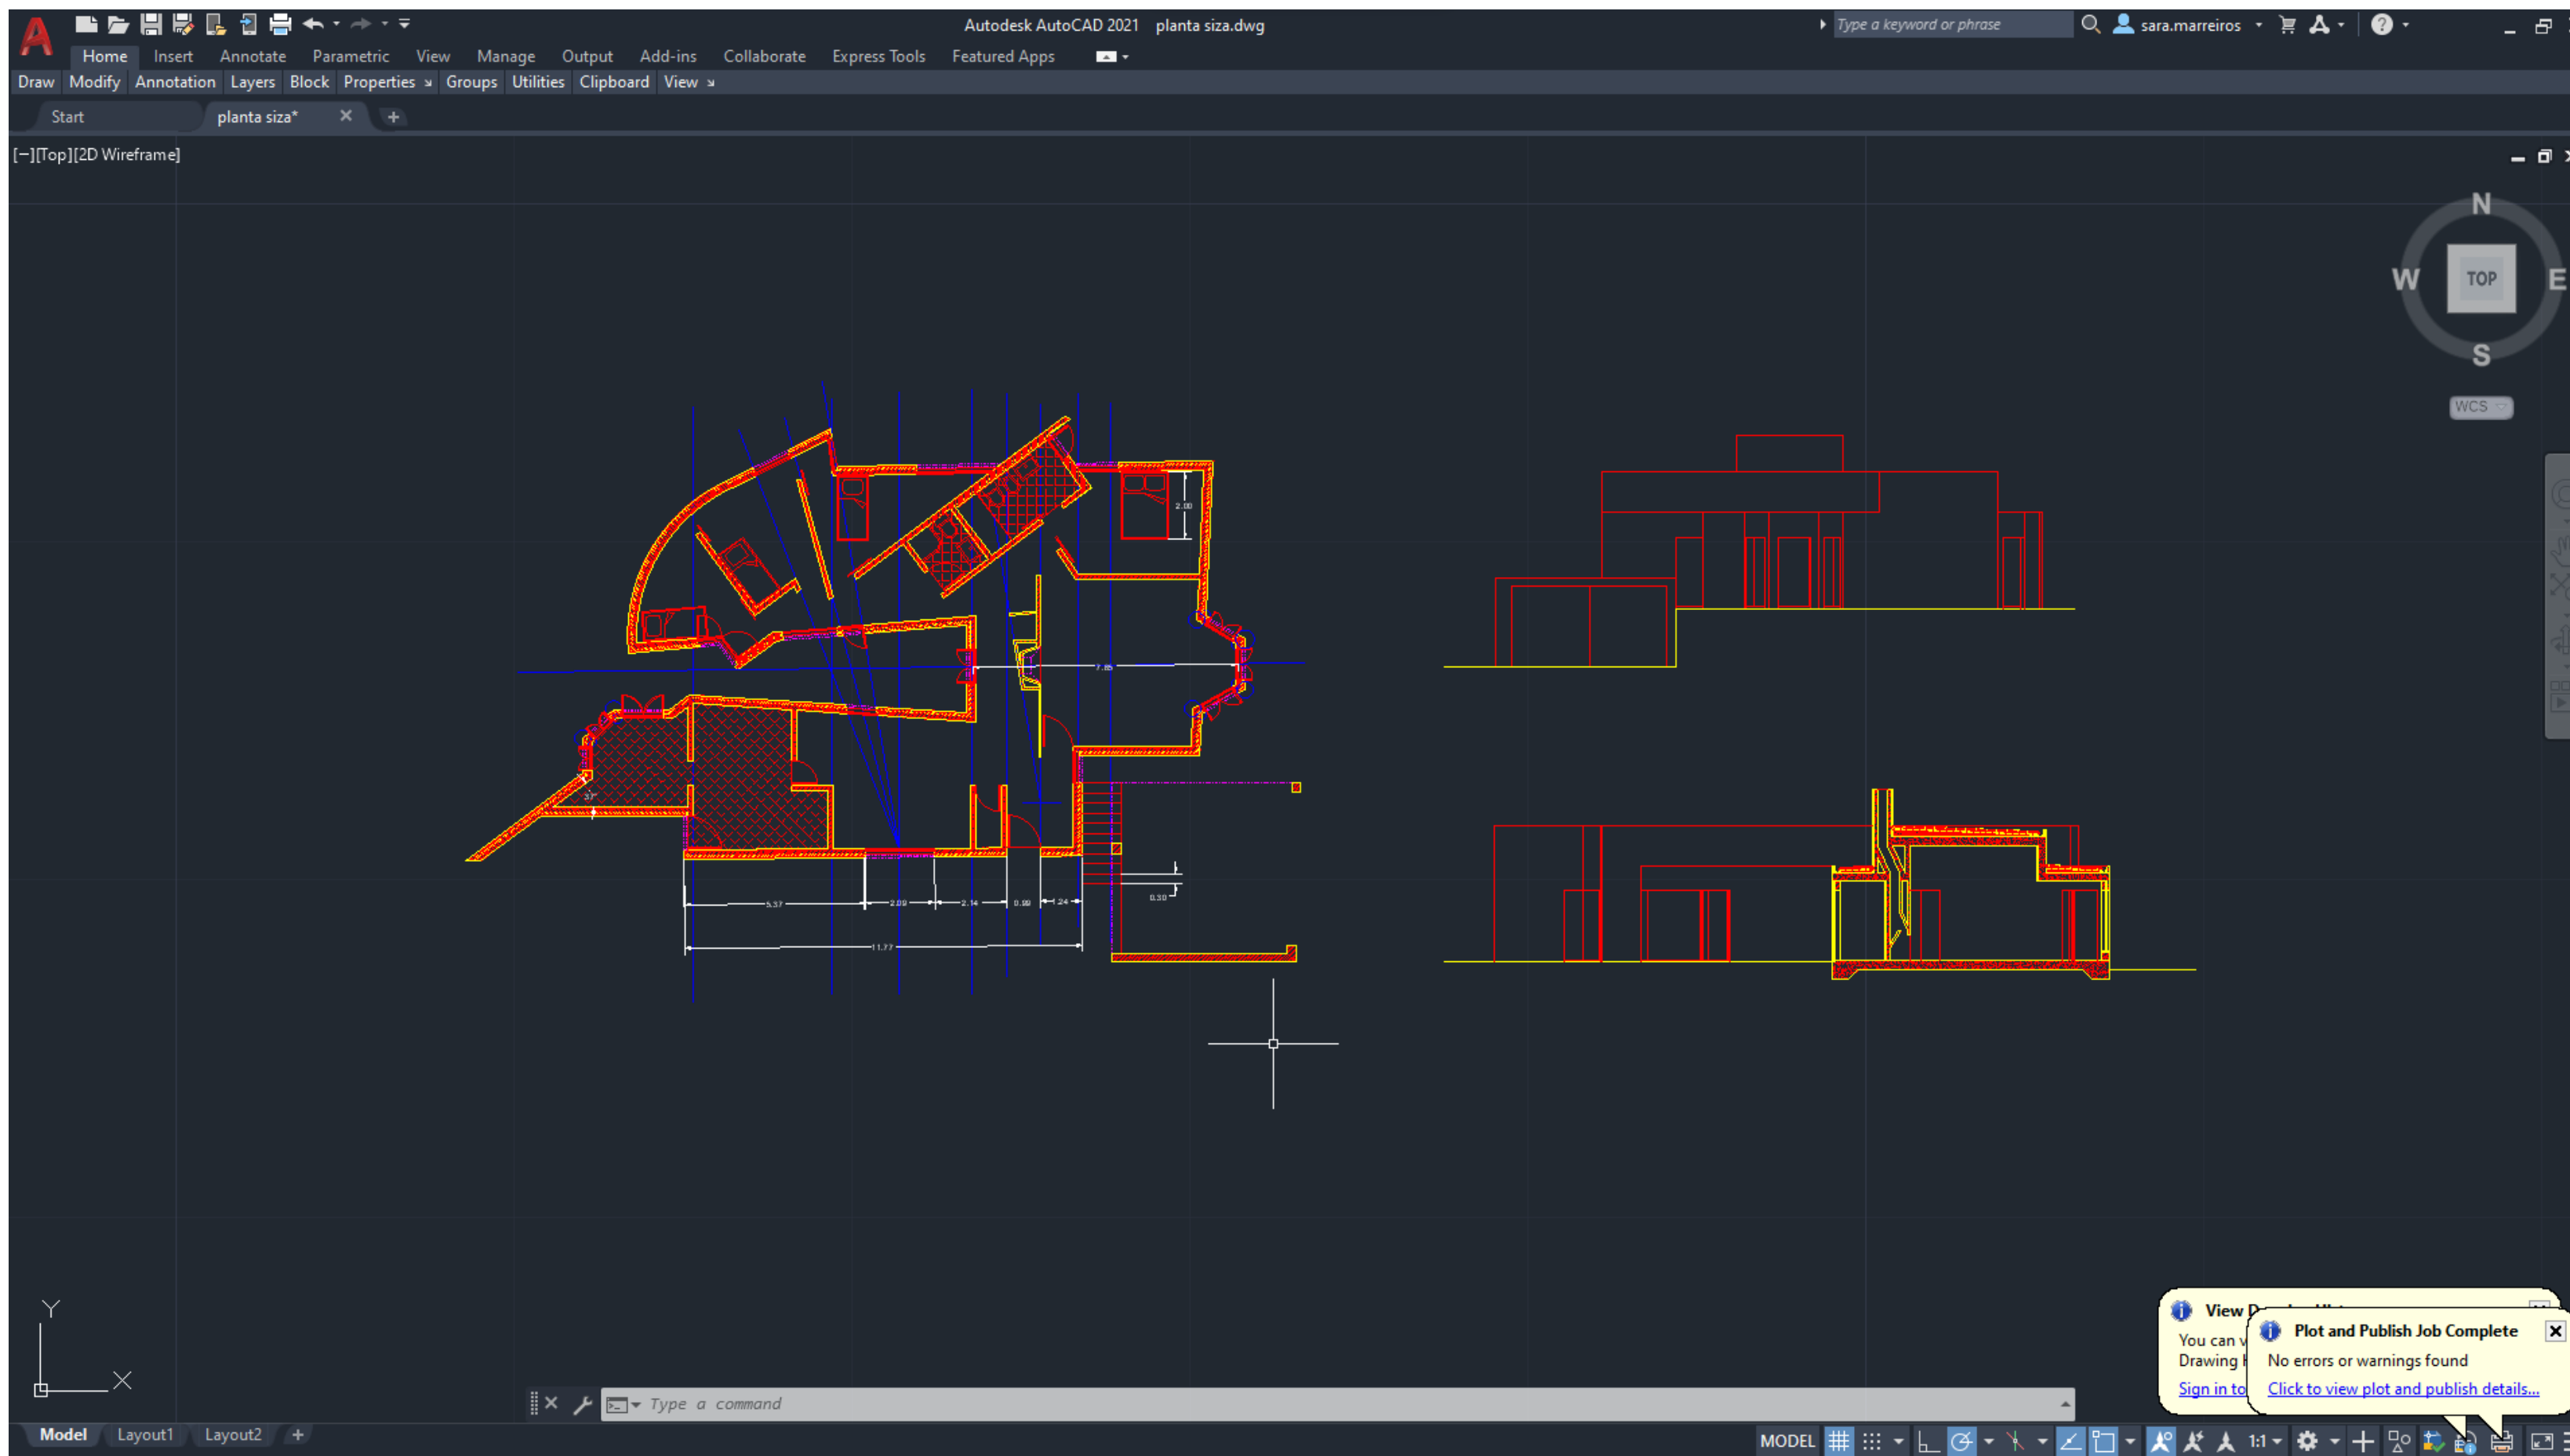 Autodesk AutoCAD 2021 planta siza.dwg
Type a keyword or phrase
sara.marreiros
Home Insert Annotate Parametric View Manage Output Add-ins Collaborate Express Tools Featured Apps
Draw Modify Annotation Layers Block Properties Groups Utilities Clipboard View
Start
planta siza*
[−][Top][2D Wireframe]
N
W
TOP
E
S
WCS
2.00
7.85
37°
5.37
2.09
2.14
0.99
1.24
0.30
11.77
Y
X
Type a command
View
You can
Drawing
Sign in to
Plot and Publish Job Complete
No errors or warnings found
Click to view plot and publish details...
Model Layout1 Layout2
MODEL
1:1